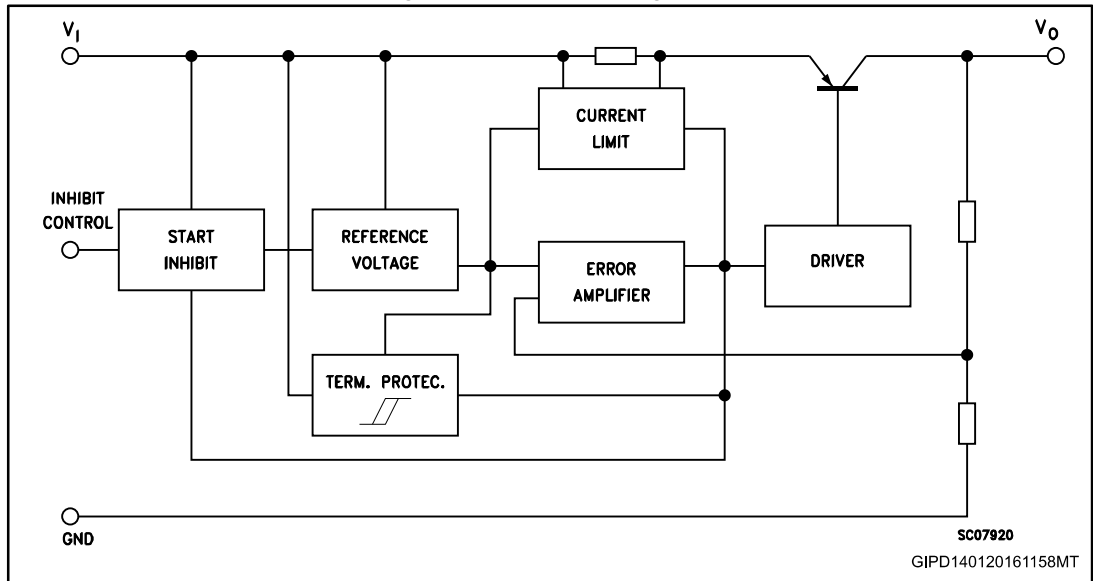 V_I
V_O
CURRENT
LIMIT
INHIBIT
CONTROL
START
INHIBIT
REFERENCE
VOLTAGE
ERROR
AMPLIFIER
DRIVER
TERM. PROTEC.
GND
SC07920
GIPD140120161158MT